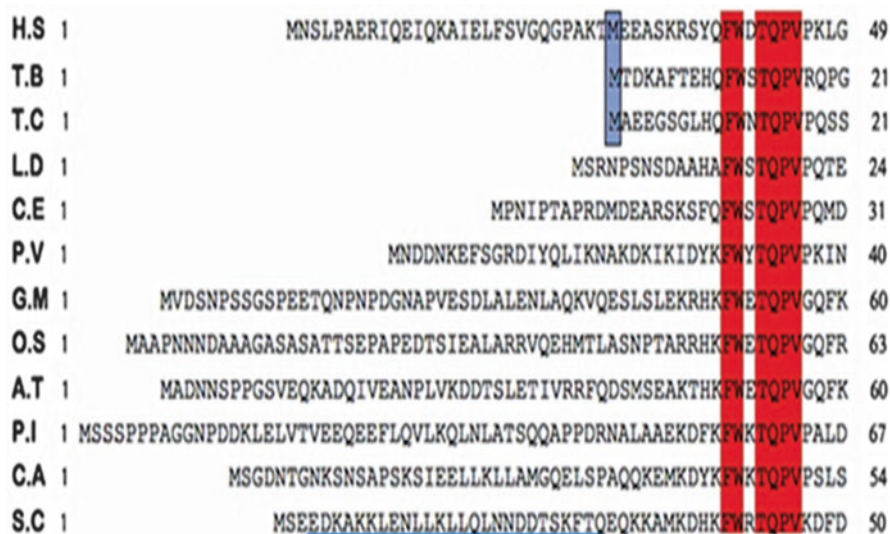 H.S 1 MNSLPAERIQEIQKAIELFSVGQGPAKTMEEASKRSYQFWDTQPVPKLG 49
T.B 1 MTDKAFTEHQFWSTQPVRQPG 21
T.C 1 MAEEGSGLHQFWNTQPVPQSS 21
L.D 1 MSRNPSNSDAAHAFWSTQPVPQTE 24
C.E 1 MPNIPTAPRDMDEARSKSFQFWSTQPVPQMD 31
P.V 1 MNDDNKEFSGRDIYQLIKNAKDKIKIDYKFWYTQPVPKIN 40
G.M 1 MVDSNPSSGSPEETQNPNPDGNAPVESDLALENLAQKVQESLSLEKRHKFWETQPVGQFK 60
O.S 1 MAAPNNNDAAAGASASATTSEPAPEDTSIEALARRVQEHMTLASNPTARRHKFWETQPVGQFR 63
A.T 1 MADNNSPPGSVEQKADQIVEANPLVKDDTSLETIVRRFQDSMSEAKTHKFWETQPVGQFK 60
P.I 1 MSSSPPPAGGNPDDKLELVTVEEQEEFLQVLKQLNLATSQQAPPDRNALAAEKDFKFWKTQPVPALD 67
C.A 1 MSGDNTGNKSNSAPSKSIEELLKLLAMGQELSPAQQKEMKDYKFWKTQPVPSLS 54
S.C 1 MSEEDKAKKLENLLKLLQLNNDDTSKFTQEQKKAMKDHKFWRTQPVKDFD 50